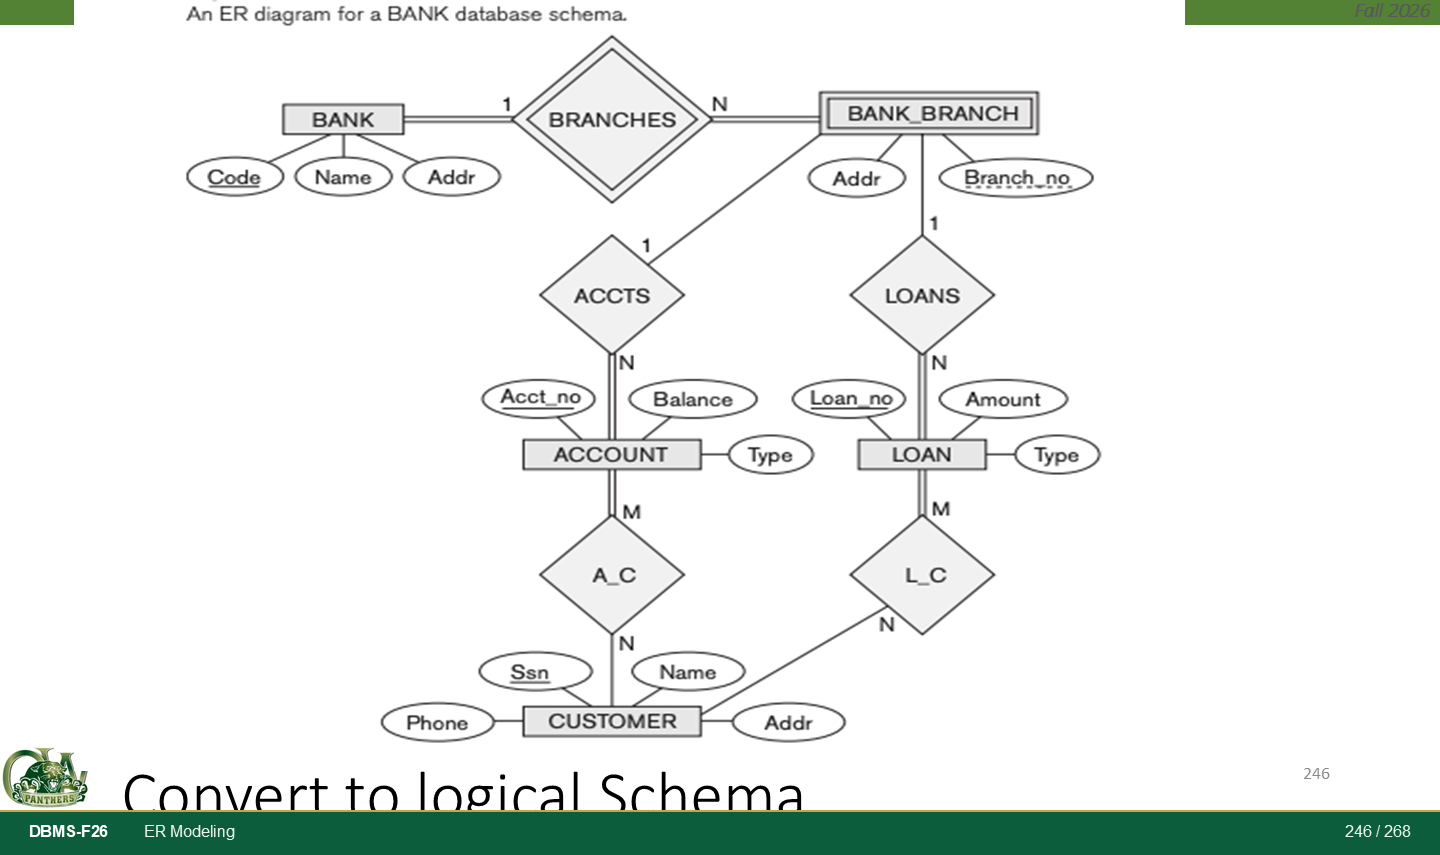 An ER diagram for a BANK database schema.
Fall 2026
1
N
BANK
BRANCHES
BANK_BRANCH
Code
Name
Addr
Addr
Branch_no
1
1
ACCTS
LOANS
N
N
Acct_no
Balance
Loan_no
Amount
ACCOUNT
Type
LOAN
Type
M
M
A_C
L_C
N
N
Ssn
Name
Phone
CUSTOMER
Addr
246
PANTHERS
Convert to logical Schema
DBMS-F26
ER Modeling
246 / 268